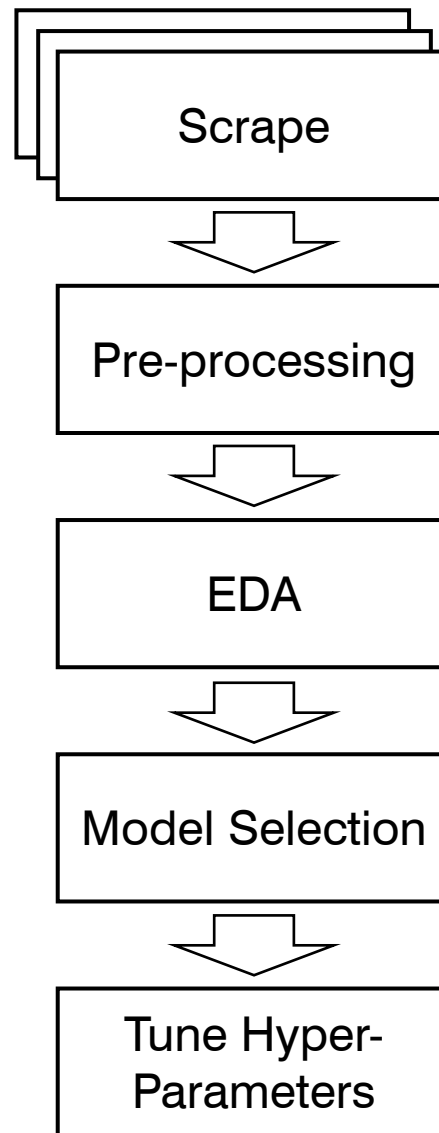 Scrape
Pre-processing
EDA
Model Selection
Tune Hyper-
Parameters